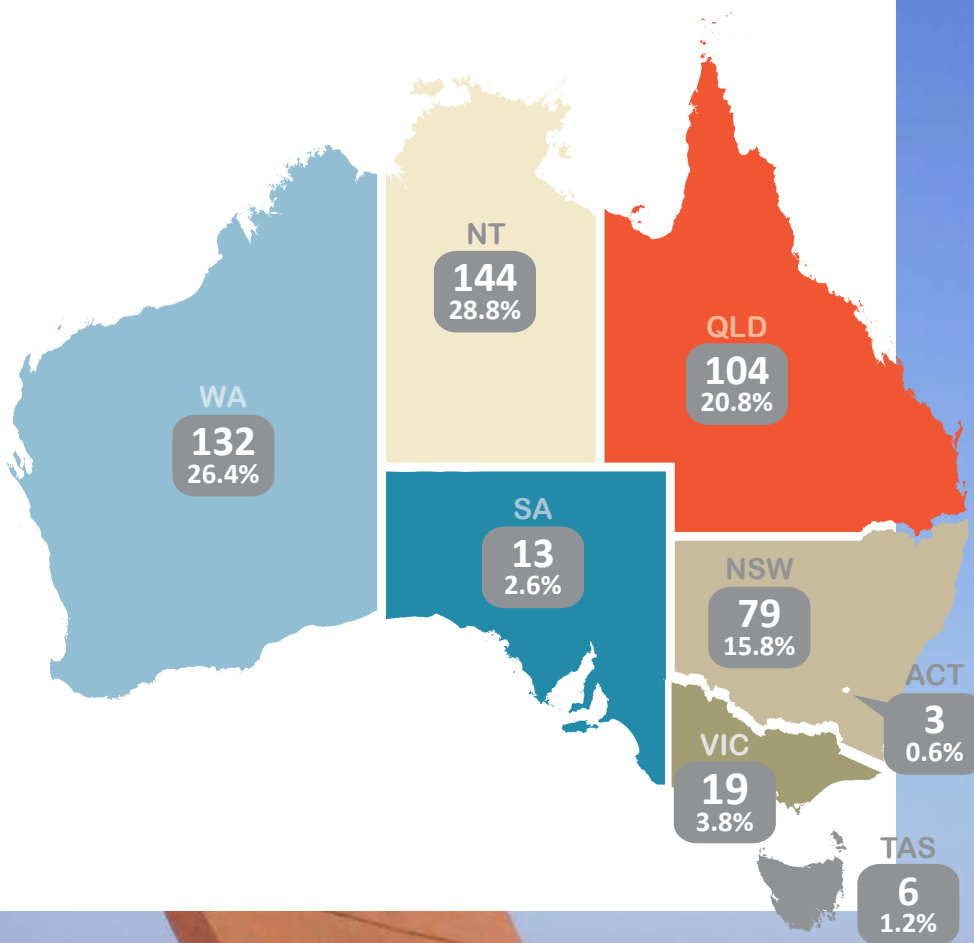 NT
144
28.8%
QLD
104
20.8%
WA
132
26.4%
SA
13
2.6%
NSW
79
15.8%
ACT
3
0.6%
VIC
19
3.8%
TAS
6
1.2%